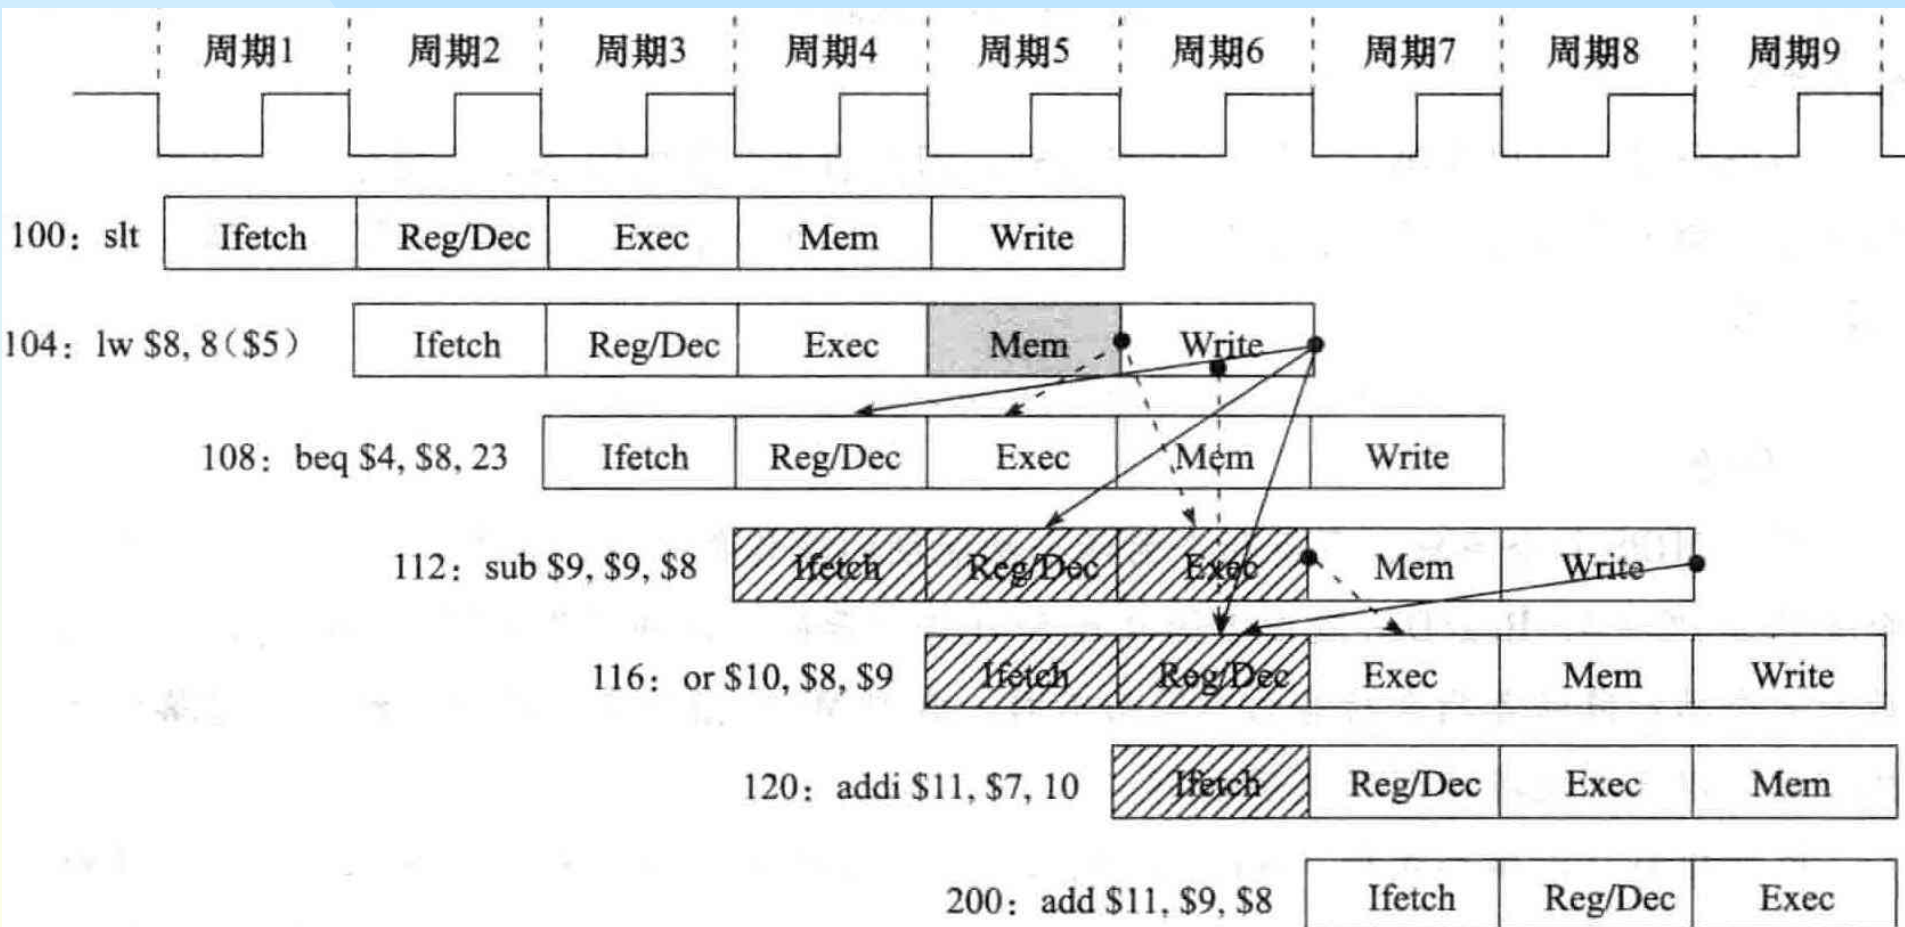 周期1 周期2 周期3 周期4 周期5 周期6 周期7 周期8 周期9
100：slt Ifetch Reg/Dec Exec Mem Write
104：lw $8, 8($5) Ifetch Reg/Dec Exec Mem Write
108：beq $4, $8, 23 Ifetch Reg/Dec Exec Mem Write
112：sub $9, $9, $8 Ifetch Reg/Dec Exec Mem Write
116：or $10, $8, $9 Ifetch Reg/Dec Exec Mem Write
120：addi $11, $7, 10 Ifetch Reg/Dec Exec Mem
200：add $11, $9, $8 Ifetch Reg/Dec Exec